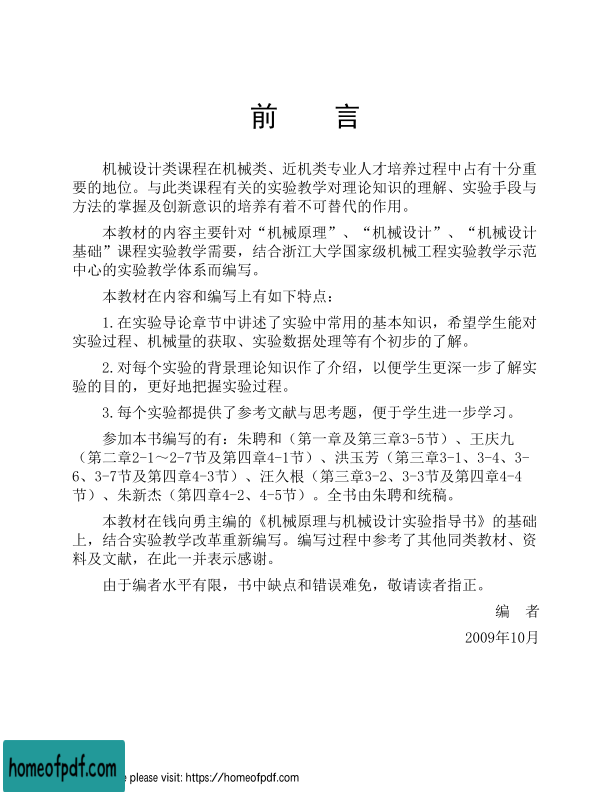 前 言
机械设计类课程在机械类、近机类专业人才培养过程中占有十分重
要的地位。与此类课程有关的实验教学对理论知识的理解、实验手段与
方法的掌握及创新意识的培养有着不可替代的作用。
本教材的内容主要针对“机械原理”、“机械设计”、“机械设计
基础”课程实验教学需要，结合浙江大学国家级机械工程实验教学示范
中心的实验教学体系而编写。
本教材在内容和编写上有如下特点：
1.在实验导论章节中讲述了实验中常用的基本知识，希望学生能对
实验过程、机械量的获取、实验数据处理等有个初步的了解。
2.对每个实验的背景理论知识作了介绍，以便学生更深一步了解实
验的目的，更好地把握实验过程。
3.每个实验都提供了参考文献与思考题，便于学生进一步学习。
参加本书编写的有：朱聘和（第一章及第三章3-5节）、王庆九
（第二章2-1～2-7节及第四章4-1节）、洪玉芳（第三章3-1、3-4、3-
6、3-7节及第四章4-3节）、汪久根（第三章3-2、3-3节及第四章4-4
节）、朱新杰（第四章4-2、4-5节）。全书由朱聘和统稿。
本教材在钱向勇主编的《机械原理与机械设计实验指导书》的基础
上，结合实验教学改革重新编写。编写过程中参考了其他同类教材、资
料及文献，在此一并表示感谢。
由于编者水平有限，书中缺点和错误难免，敬请读者指正。
编 者
2009年10月
homeofpdf.com
e please visit: https://homeofpdf.com